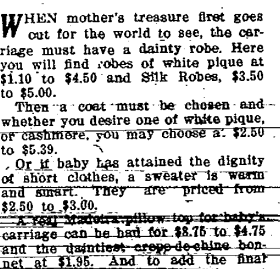 WHEN mother's treasure first goes
out for the world to see, the car-
riage must have a dainty robe. Here
you will find robes of white pique at
$1.10 to $4.50 and Silk Robes, $3.50
to $5.00.
Then a coat must be chosen and
whether you desire one of white pique,
or cashmere, you may choose a. $2.50
to $5.39.
Or if baby has attained the dignity
of short clothes, a sweater is warm
and smart. They are priced from
$2.50 to $3.00.
A real Madeira pillow top for baby's
carriage can be had for $3.75 to $4.75
and the daintiest crepe de chine bon-
net at $1.95. And to add the final